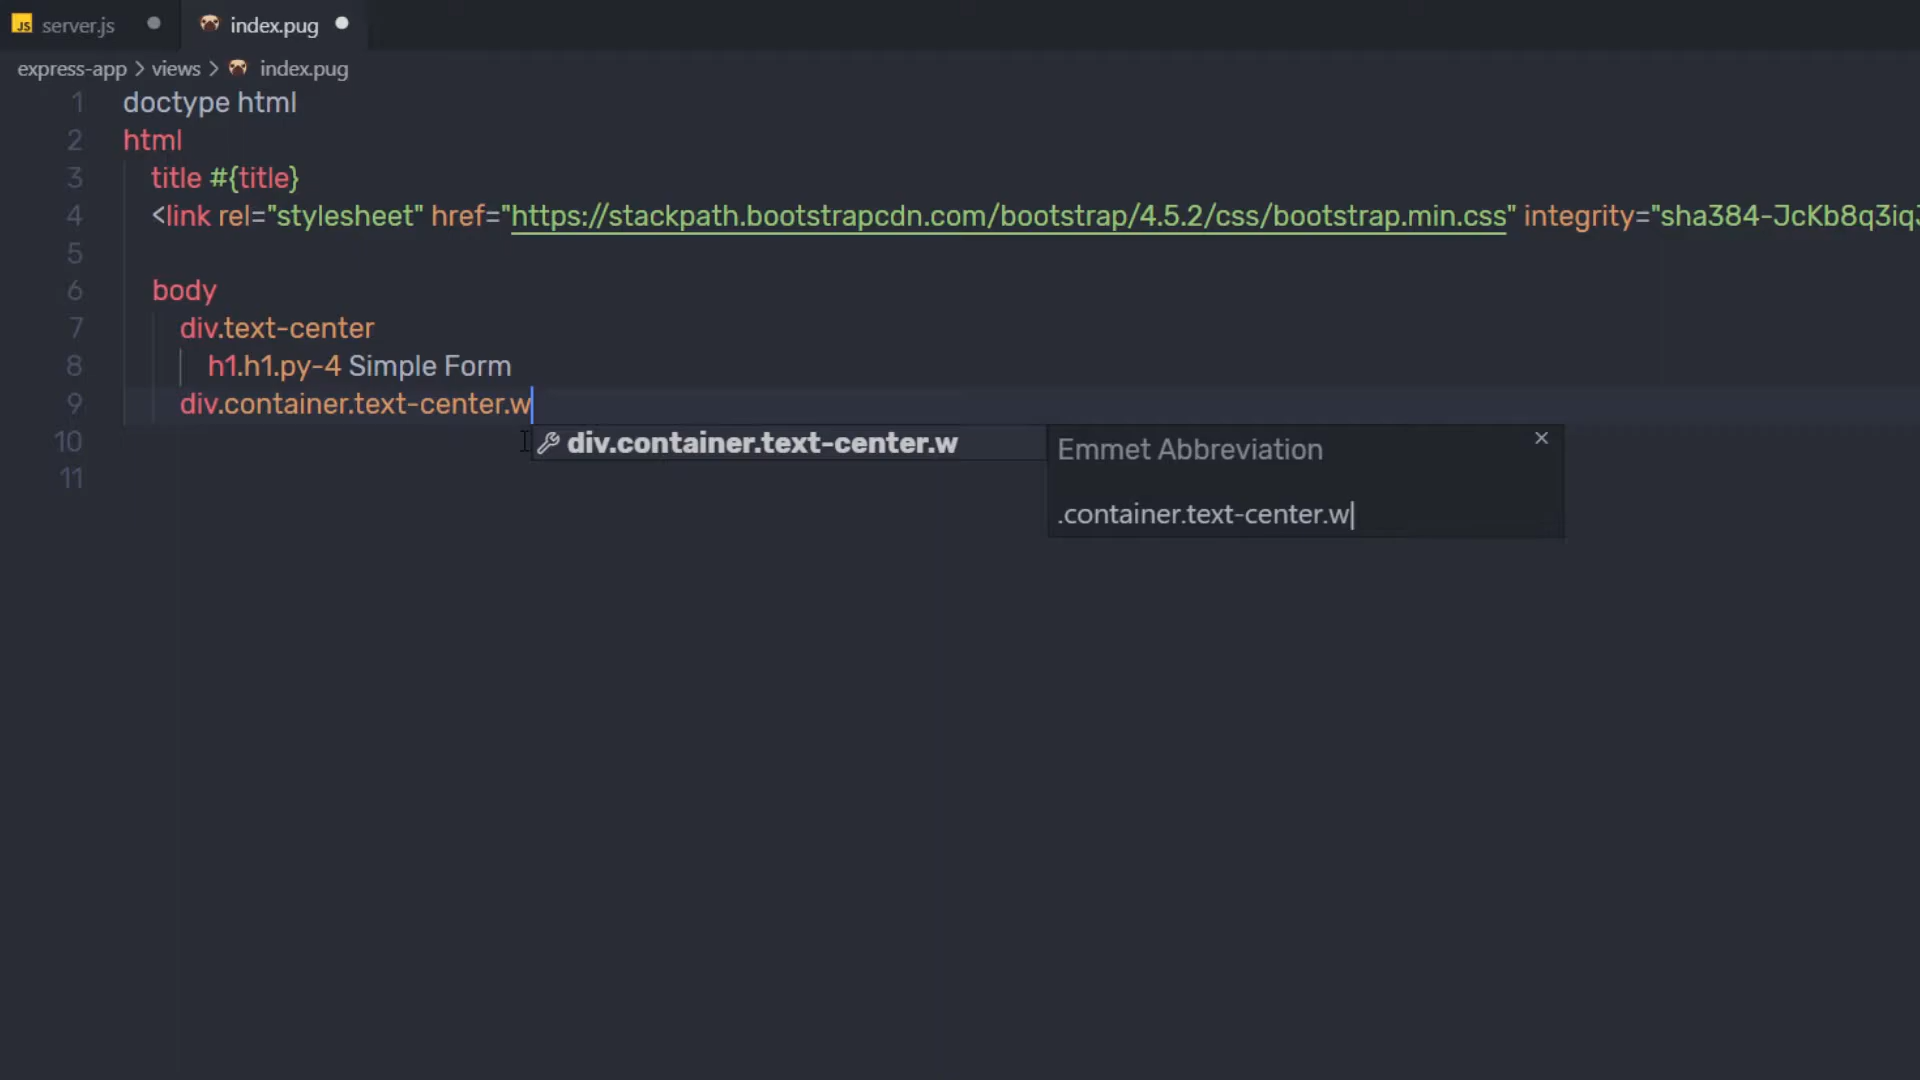 JS server.js
index.pug
express-app > views > index.pug
1 doctype html
2 html
3 title #{title}
4 <link rel="stylesheet" href="https://stackpath.bootstrapcdn.com/bootstrap/4.5.2/css/bootstrap.min.css" integrity="sha384-JcKb8q3iqJ
5
6 body
7 div.text-center
8 h1.h1.py-4 Simple Form
9 div.container.text-center.w
10
11
div.container.text-center.w
Emmet Abbreviation
.container.text-center.w|